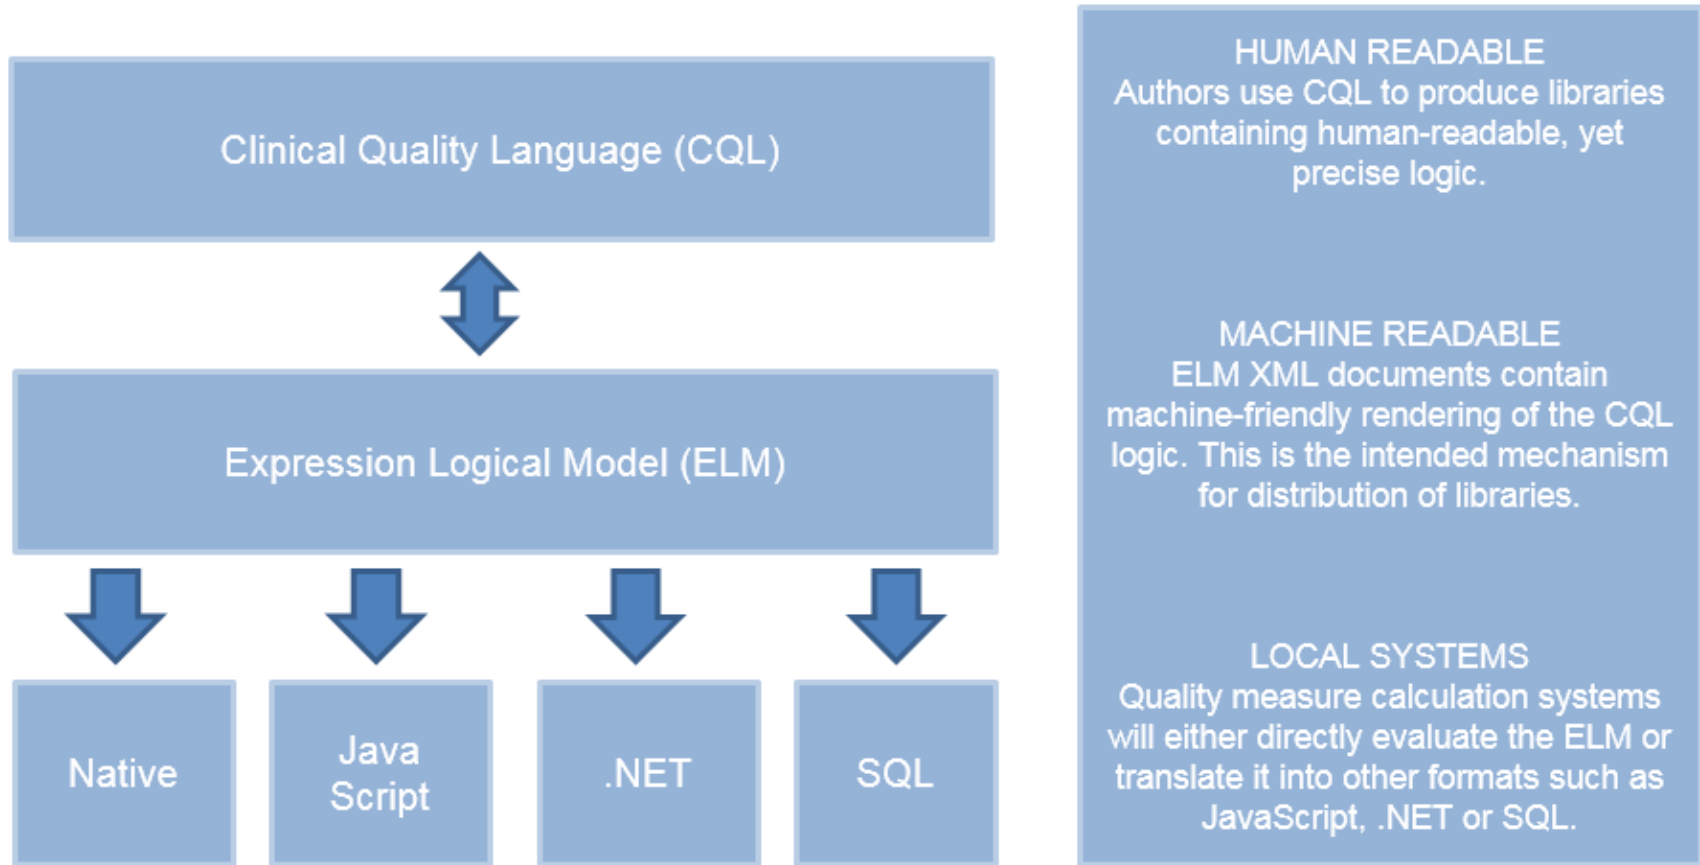 Clinical Quality Language (CQL)
Expression Logical Model (ELM)
Native
Java
Script
.NET
SQL
HUMAN READABLE
Authors use CQL to produce libraries
containing human-readable, yet
precise logic.
MACHINE READABLE
ELM XML documents contain
machine-friendly rendering of the CQL
logic. This is the intended mechanism
for distribution of libraries.
LOCAL SYSTEMS
Quality measure calculation systems
will either directly evaluate the ELM or
translate it into other formats such as
JavaScript, .NET or SQL.